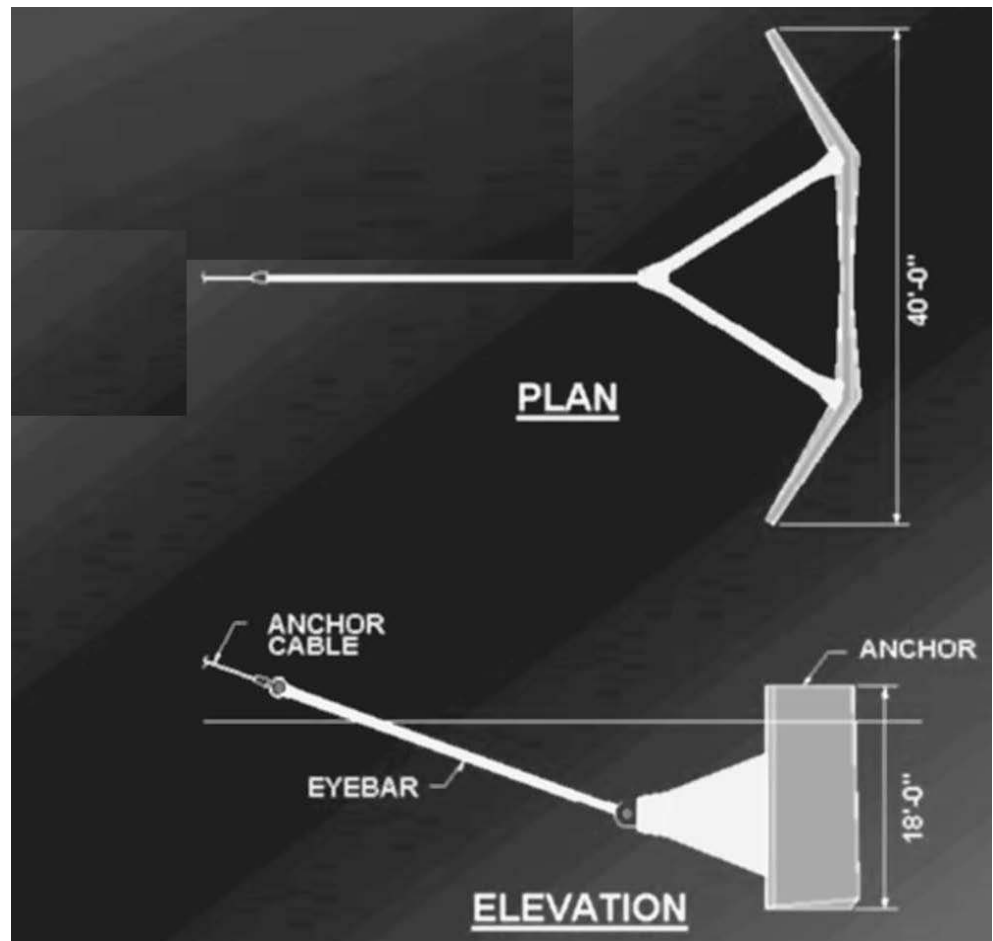 40'-0"
PLAN
ANCHOR
CABLE
ANCHOR
EYEBAR
18'-0"
ELEVATION